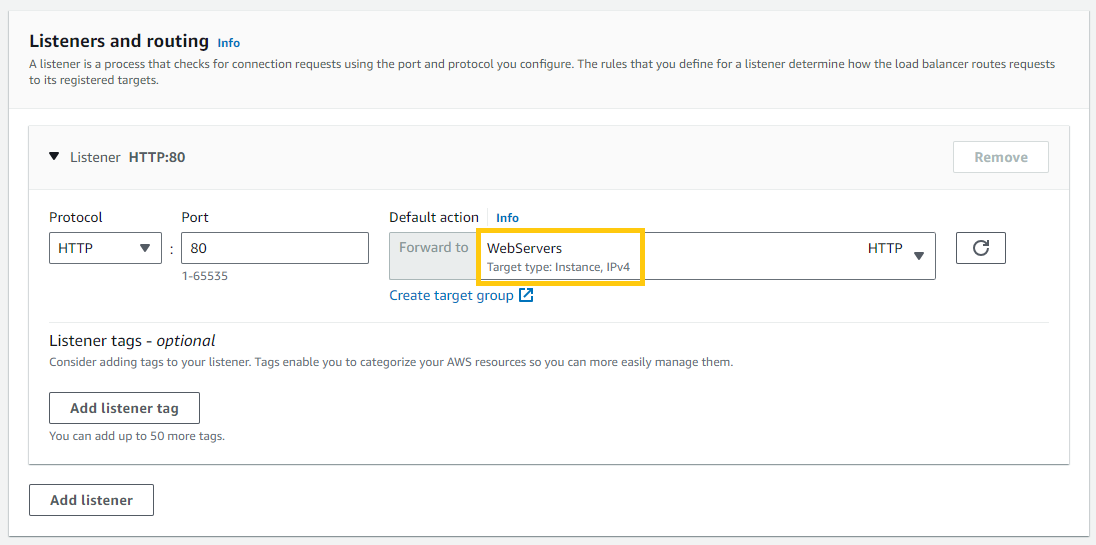 Listeners and routing Info
A listener is a process that checks for connection requests using the port and protocol you configure. The rules that you define for a listener determine how the load balancer routes requests
to its registered targets.
Listener HTTP:80
Remove
Protocol
Port
Default action
Info
HTTP
:
80
Forward to
WebServers
Target type: Instance, IPv4
HTTP
1-65535
Create target group
Listener tags - optional
Consider adding tags to your listener. Tags enable you to categorize your AWS resources so you can more easily manage them.
Add listener tag
You can add up to 50 more tags.
Add listener